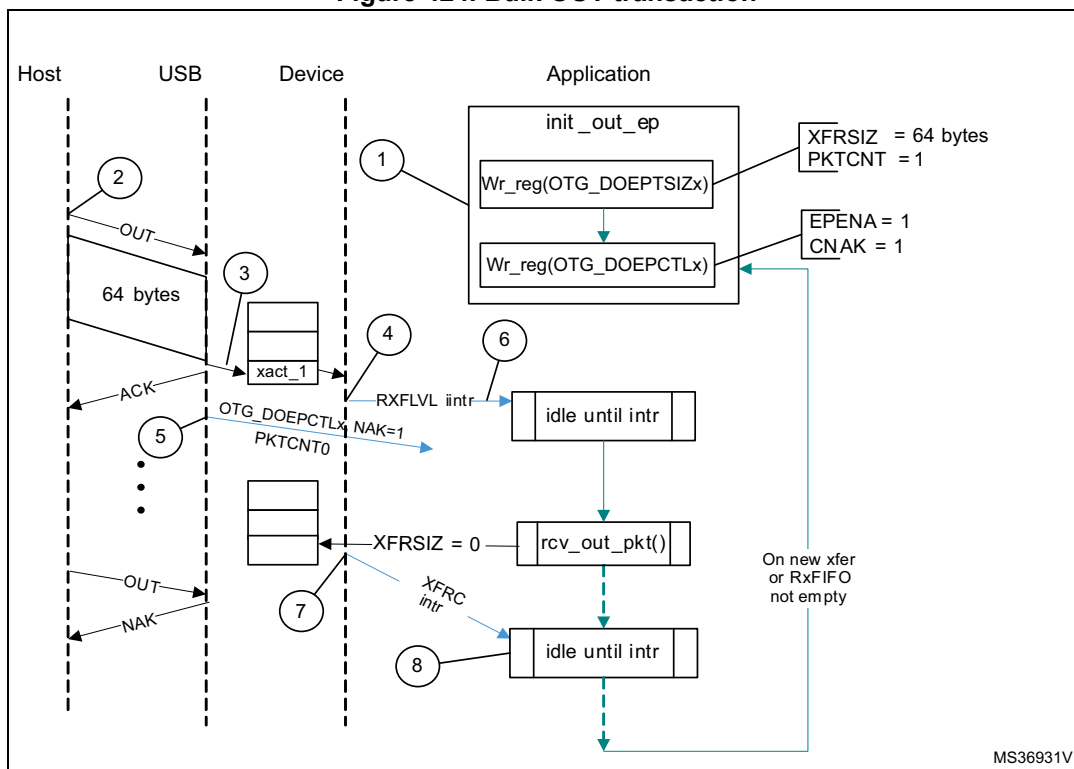 Host USB Device Application
init_out_ep
XFRSIZ = 64 bytes
PKTCNT = 1
1
Wr_reg(OTG_DOEPTSIZx)
2
EPENA = 1
CNAK = 1
OUT
Wr_reg(OTG_DOEPCTLx)
3
64 bytes
4
6
xact_1
ACK
RXFLVL iintr
idle until intr
OTG_DOEPCTLx, NAK=1
PKTCNT0
5
XFRSIZ = 0
rcv_out_pkt()
On new xfer
or RxFIFO
not empty
OUT
XFRC
intr
7
NAK
idle until intr
8
MS36931V